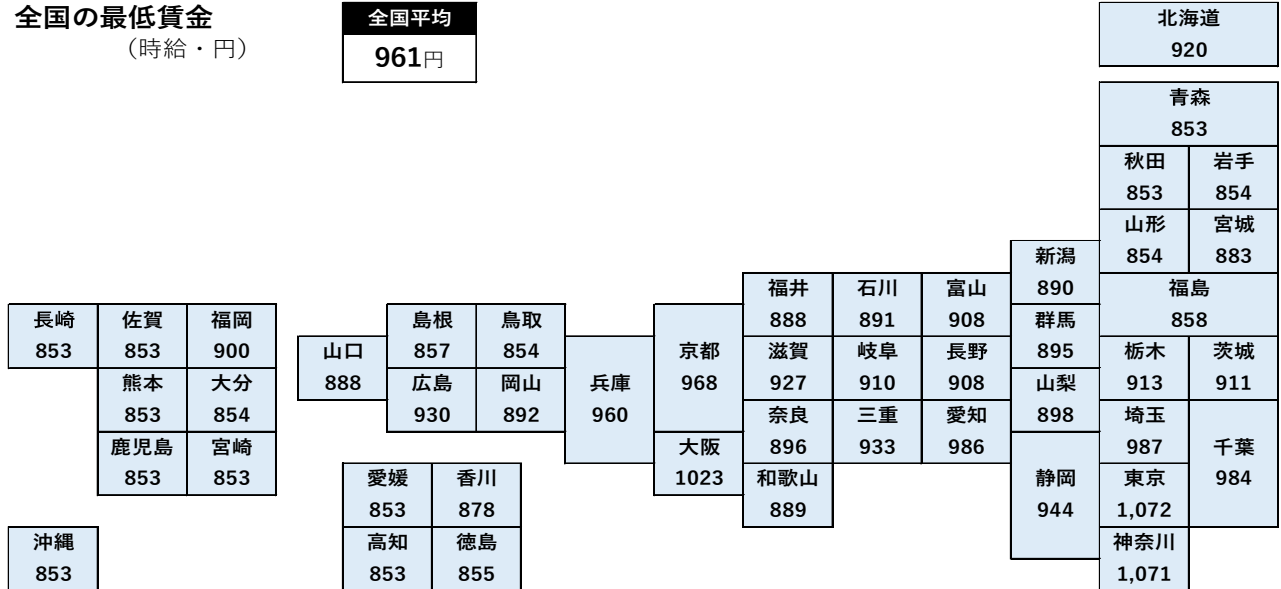 全国の最低賃金
（時給・円）
全国平均
961円
北海道
920
青森
853
秋田 岩手
853 854
山形 宮城
854 883
新潟
890
福井 石川 富山
888 891 908
福島
858
長崎 佐賀 福岡
853 853 900
島根 鳥取
857 854
群馬
895
山口
888
京都
968
滋賀 岐阜 長野
927 910 908
栃木 茨城
913 911
熊本 大分
853 854
広島 岡山
930 892
兵庫
960
山梨
898
奈良 三重 愛知
896 933 986
埼玉
987
千葉
984
鹿児島 宮崎
853 853
大阪
1023
愛媛 香川
853 878
和歌山
889
静岡
944
東京
1,072
沖縄
853
高知 徳島
853 855
神奈川
1,071